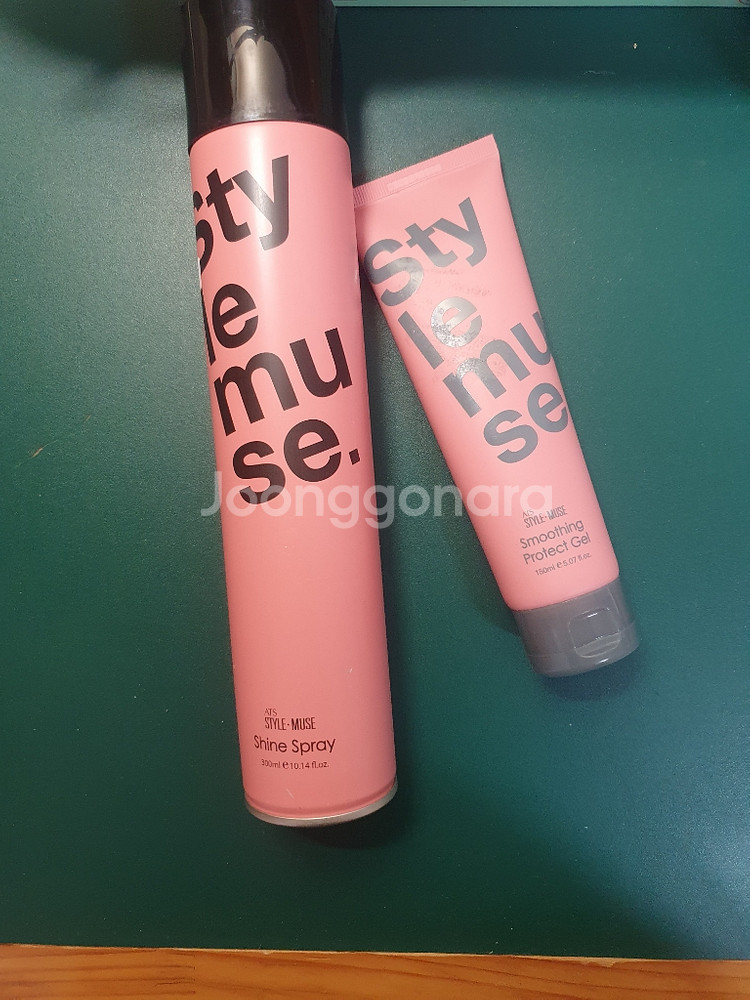 Sty
le
mu
se.
ATS
STYLE·MUSE
Shine Spray
300ml ℮ 10.14 fl.oz.
Sty
le
mu
se
ATS
STYLE·MUSE
Smoothing
Protect Gel
150ml ℮ 5.07 fl.oz.
Joonggonara